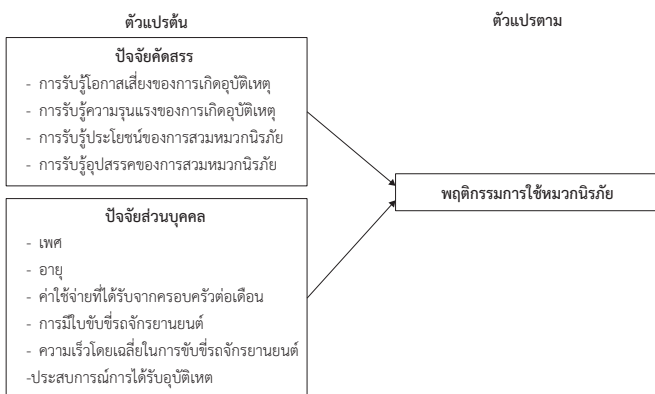 ตัวแปรต้น
ตัวแปรตาม
ปัจจัยคัดสรร
- การรับรู้โอกาสเสี่ยงของการเกิดอุบัติเหตุ
- การรับรู้ความรุนแรงของการเกิดอุบัติเหตุ
- การรับรู้ประโยชน์ของการสวมหมวกนิรภัย
- การรับรู้อุปสรรคของการสวมหมวกนิรภัย
พฤติกรรมการใช้หมวกนิรภัย
ปัจจัยส่วนบุคคล
- เพศ
- อายุ
- ค่าใช้จ่ายที่ได้รับจากครอบครัวต่อเดือน
- การมีใบขับขี่รถจักรยานยนต์
- ความเร็วโดยเฉลี่ยในการขับขี่รถจักรยานยนต์
-ประสบการณ์การได้รับอุบัติเหต